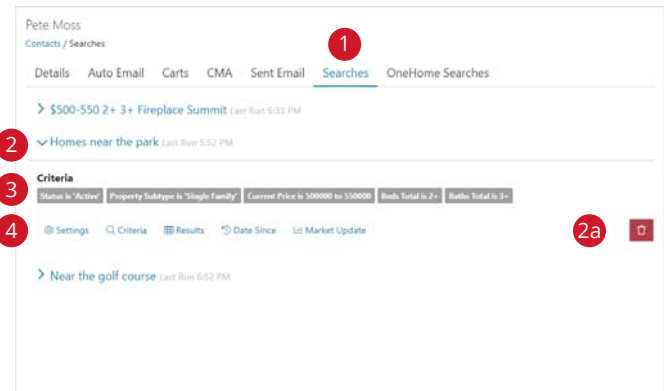 Pete Moss
Contacts / Searches
1
Details Auto Email Carts CMA Sent Email Searches OneHome Searches
$500-550 2+ 3+ Fireplace Summit Last Run 6:53 PM
2 Homes near the park Last Run 5:52 PM
Criteria
3 Status is 'Active' Property Subtype is 'Single Family' Current Price is 500000 to 550000 Beds Total is 2+ Baths Total is 3+
4 Settings Criteria Results Date Since Market Update 2a
Near the golf course Last Run 6:52 PM